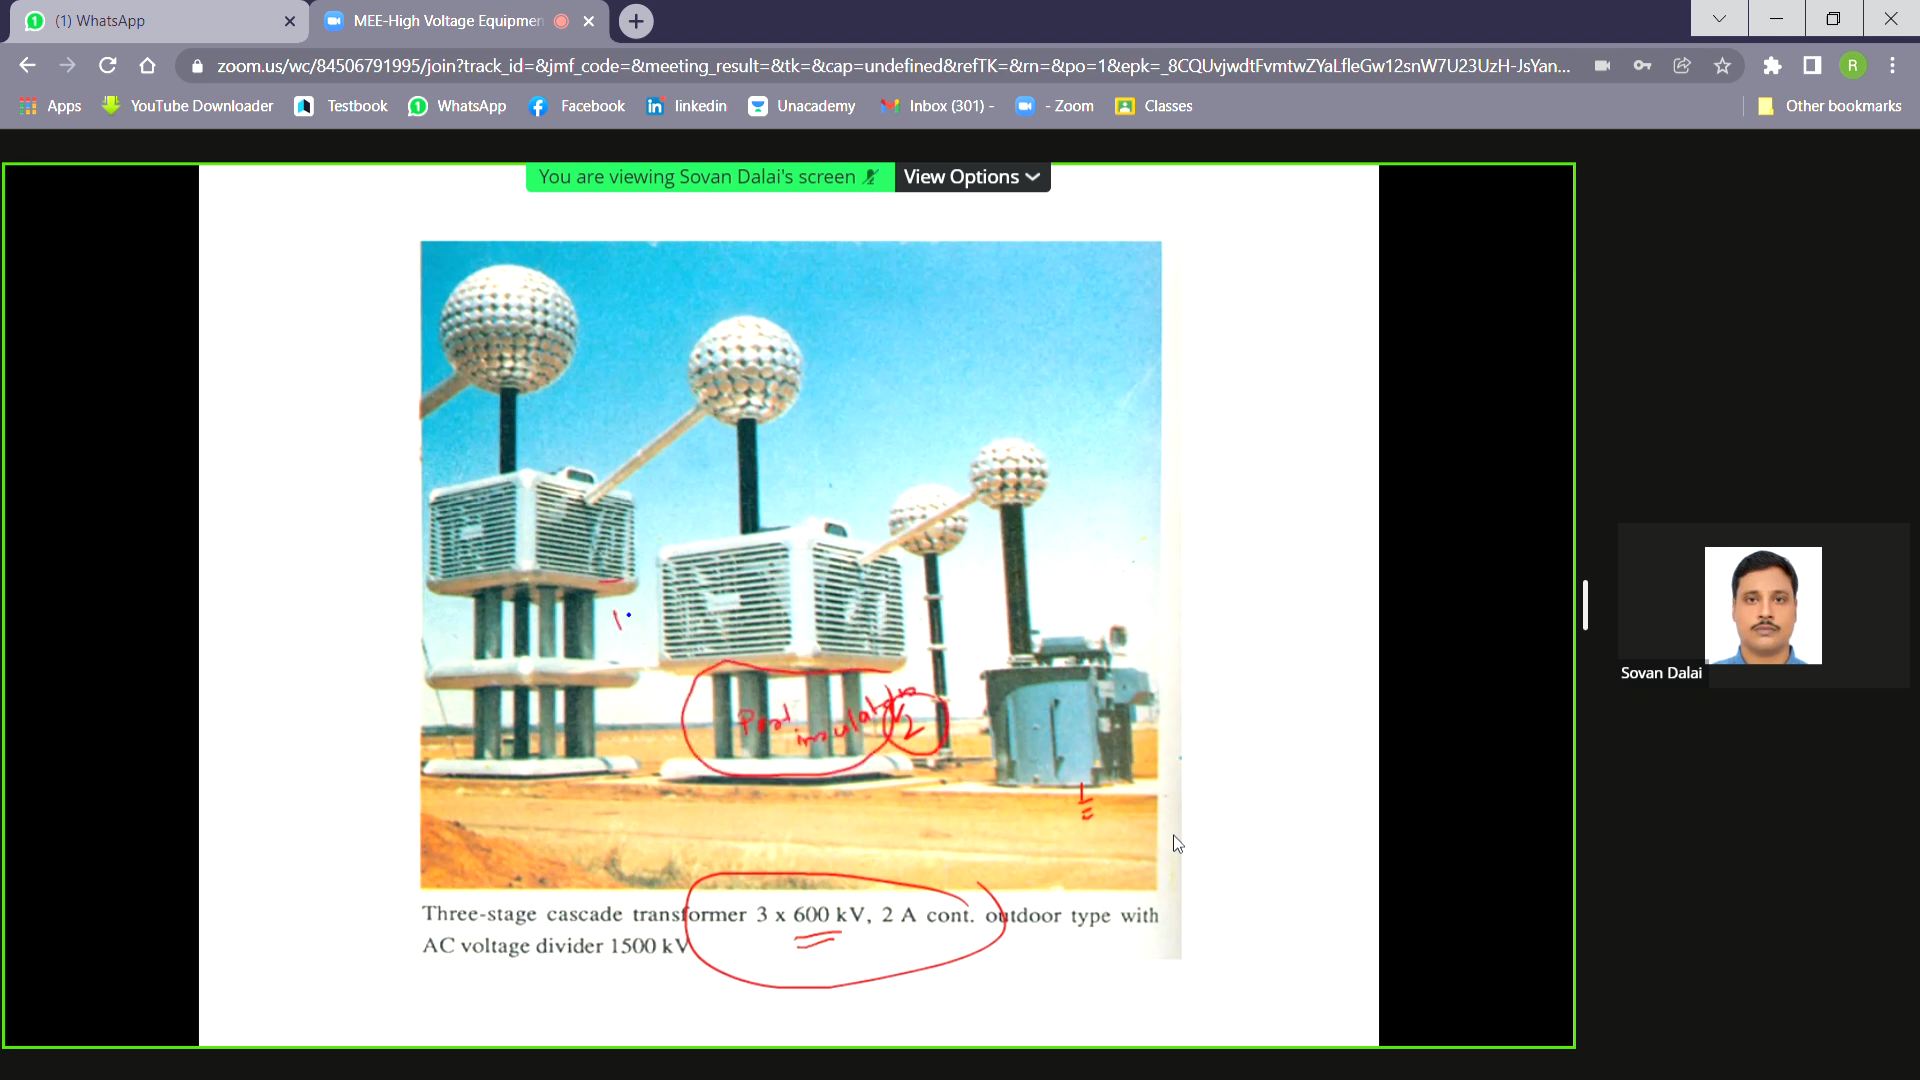 (1) WhatsApp
MEE-High Voltage Equipmen
zoom.us/wc/84506791995/join?track_id=&jmf_code=&meeting_result=&tk=&cap=undefined&refTK=&rn=&po=1&epk=_8CQUvjwdtFvmtwZYaLfleGw12snW7U23UzH-JsYan...
R
Apps
YouTube Downloader
Testbook
WhatsApp
Facebook
linkedin
Unacademy
Inbox (301) -
- Zoom
Classes
Other bookmarks
You are viewing Sovan Dalai's screen
View Options
Post
insulator
V/2
Three-stage cascade transformer 3 x 600 kV, 2 A cont. outdoor type with
AC voltage divider 1500 kV
Sovan Dalai